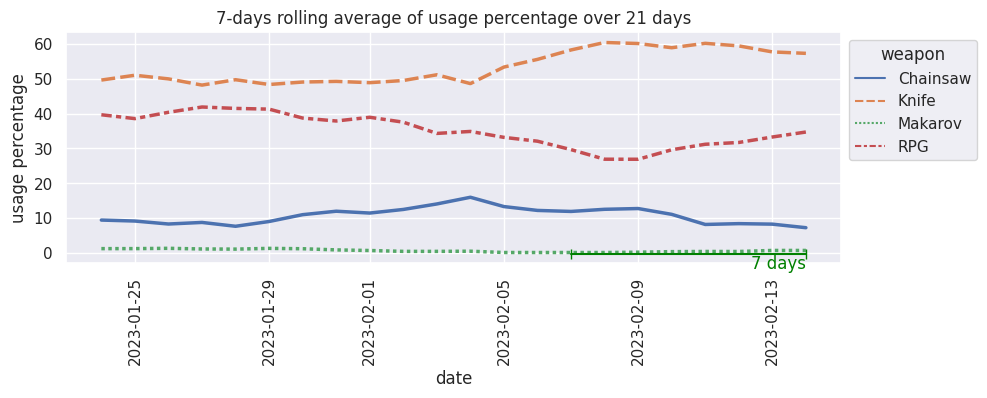 7-days rolling average of usage percentage over 21 days
usage percentage
60
50
40
30
20
10
0
7 days
2023-01-25
2023-01-29
2023-02-01
2023-02-05
2023-02-09
2023-02-13
date
weapon
Chainsaw
Knife
Makarov
RPG